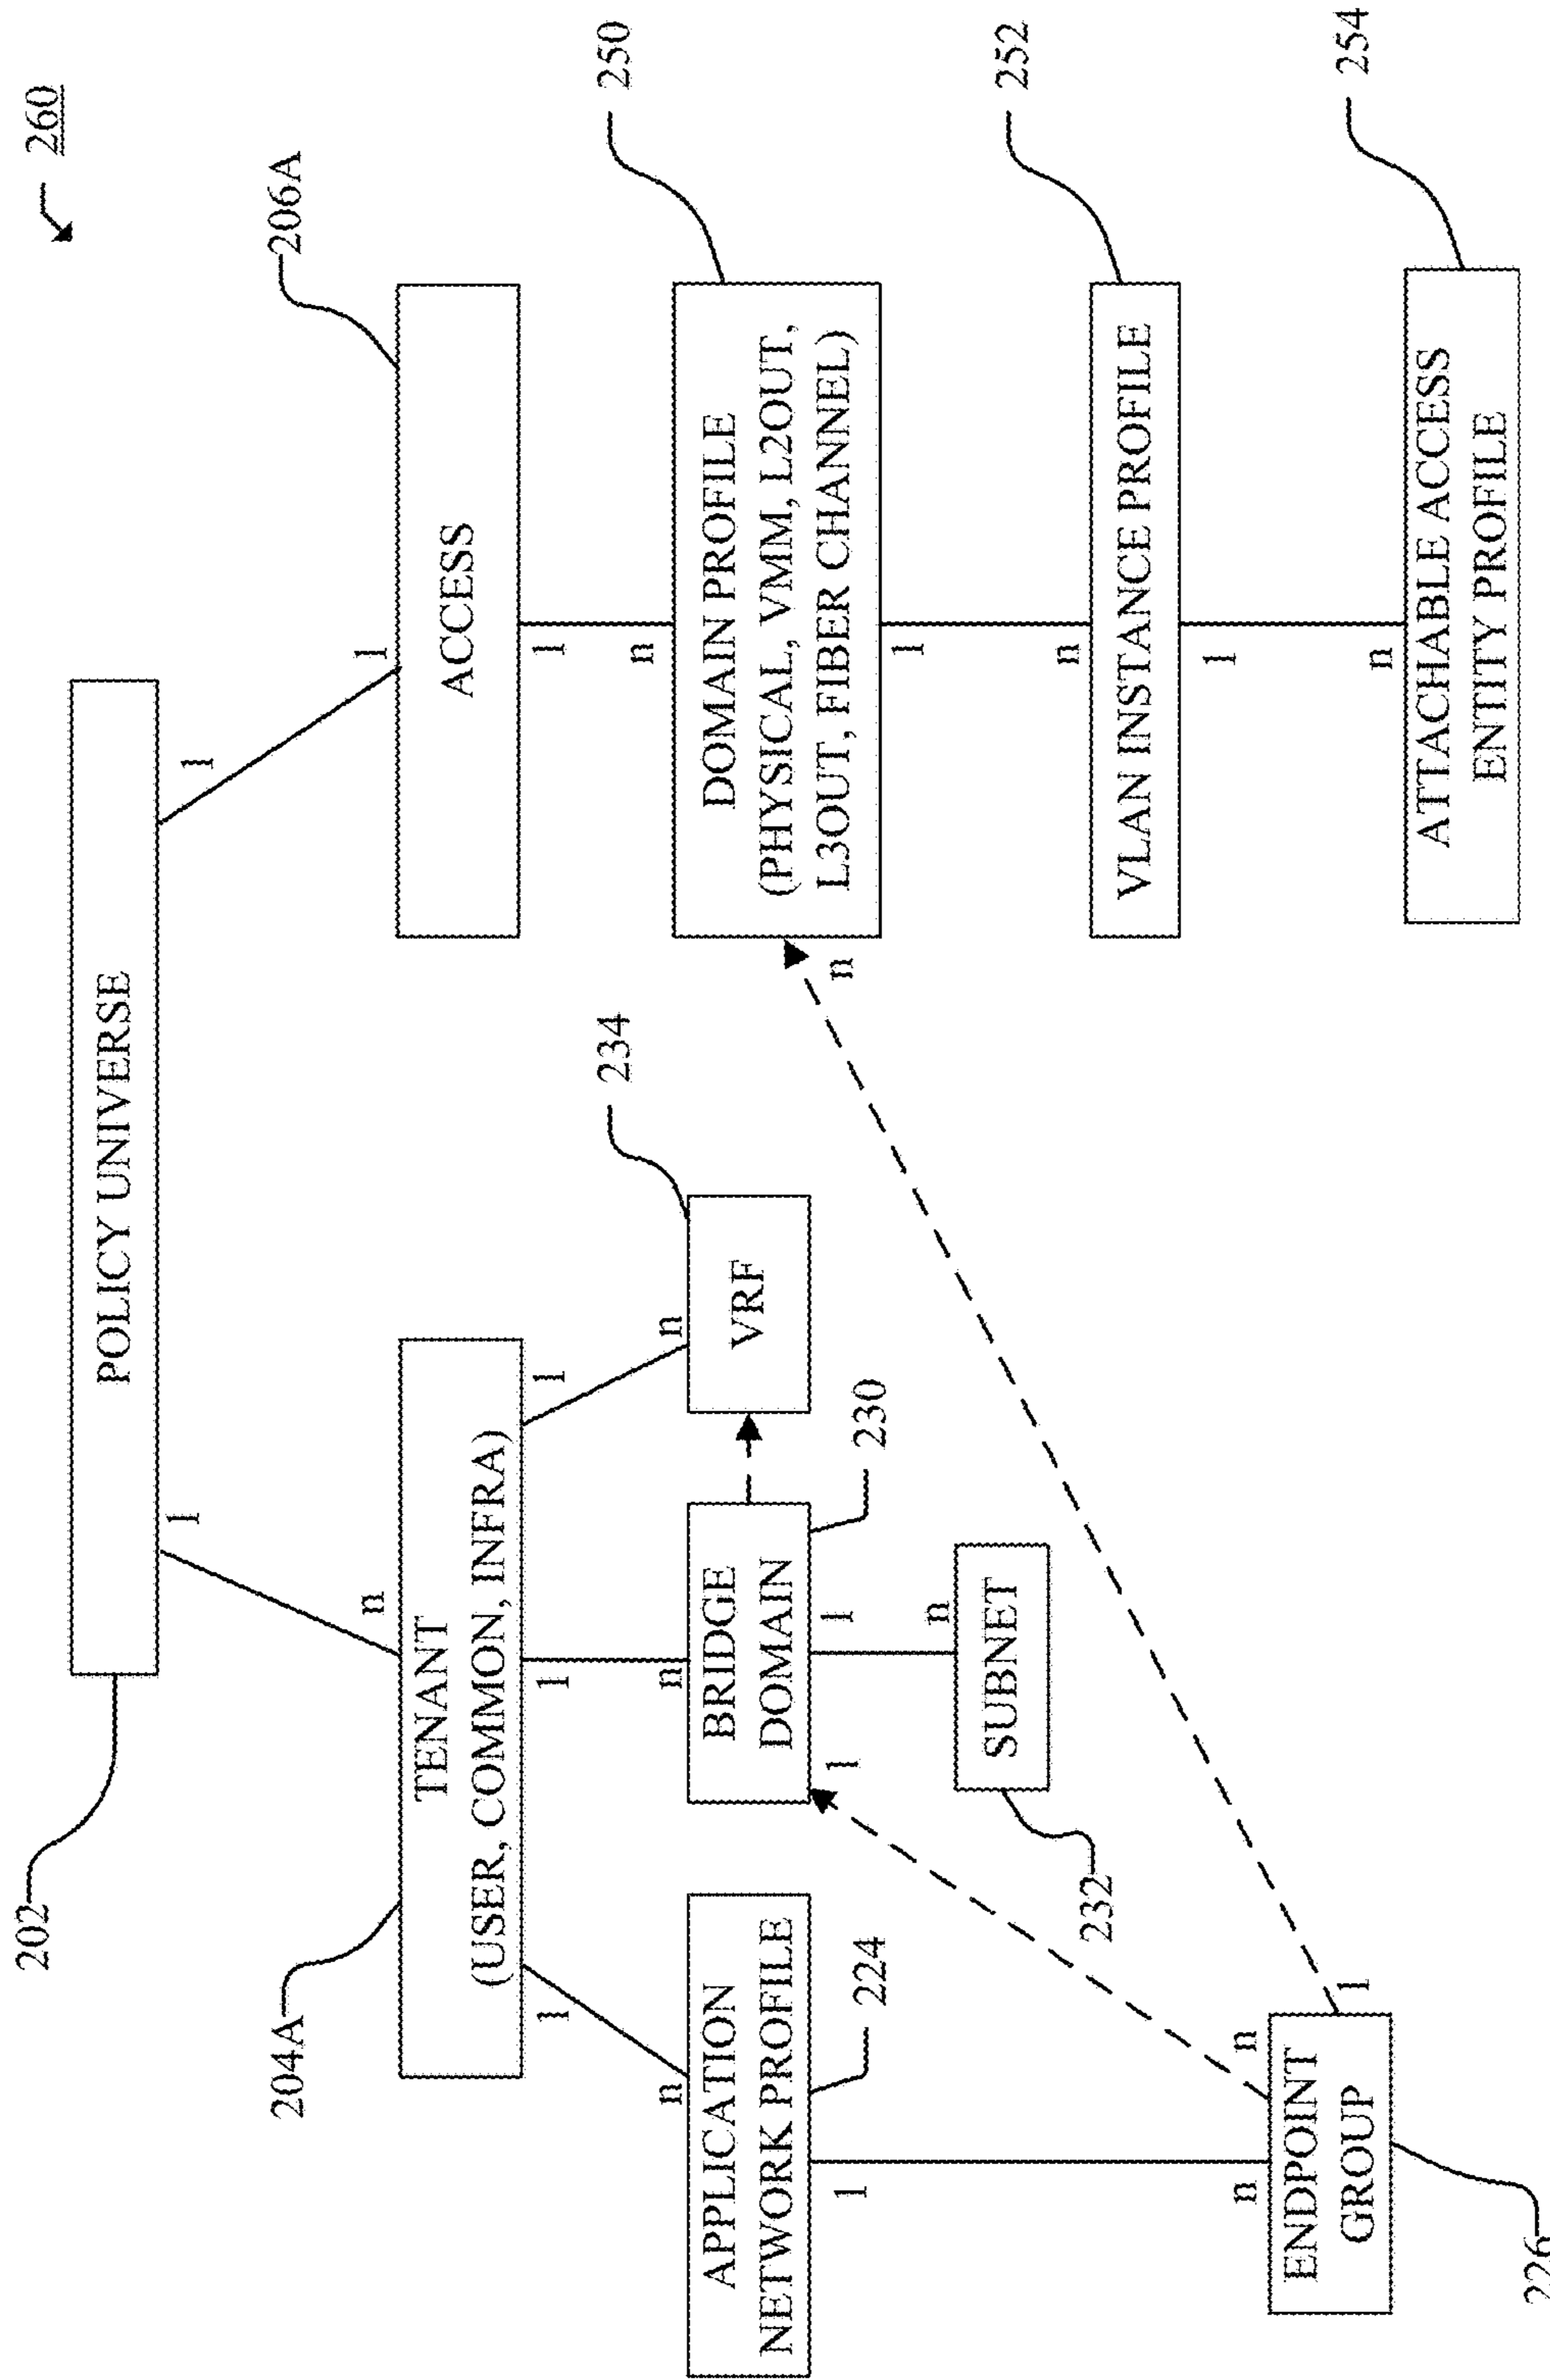 260
202
POLICY UNIVERSE
1
1
204A
n
TENANT
(USER, COMMON, INFRA)
1
1
1
206A
1
ACCESS
1
n
APPLICATION
NETWORK PROFILE
1
224
n
BRIDGE
DOMAIN
1
1
230
n
VRF
234
n
DOMAIN PROFILE
(PHYSICAL, VMM, L2OUT,
L3OUT, FIBER CHANNEL)
n
1
250
n
SUBNET
232
n
VLAN INSTANCE PROFILE
1
252
n
n
ENDPOINT
GROUP
1
226
n
ATTACHABLE ACCESS
ENTITY PROFILE
254